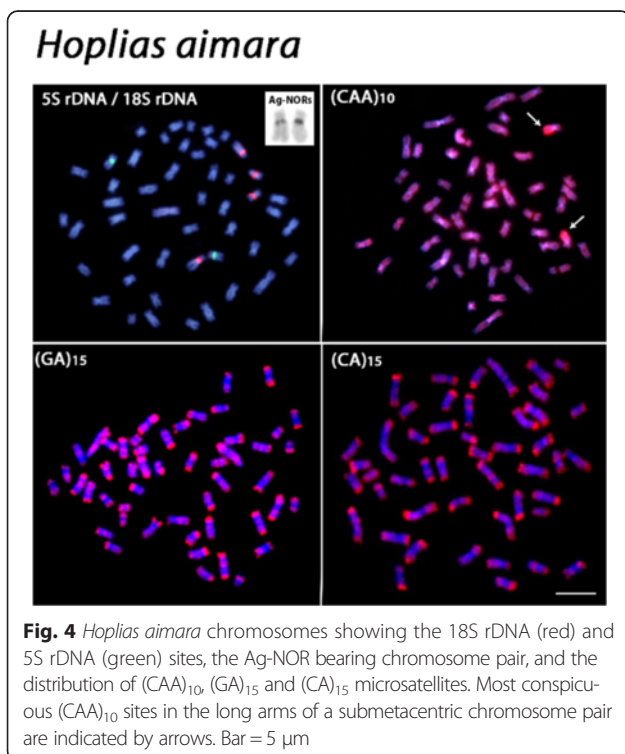 Hoplias aimara
5S rDNA / 18S rDNA
Ag-NORs
(CAA)₁₀
(GA)₁₅
(CA)₁₅
Fig. 4 Hoplias aimara chromosomes showing the 18S rDNA (red) and
5S rDNA (green) sites, the Ag-NOR bearing chromosome pair, and the
distribution of (CAA)₁₀, (GA)₁₅ and (CA)₁₅ microsatellites. Most conspicu-
ous (CAA)₁₀ sites in the long arms of a submetacentric chromosome pair
are indicated by arrows. Bar = 5 μm